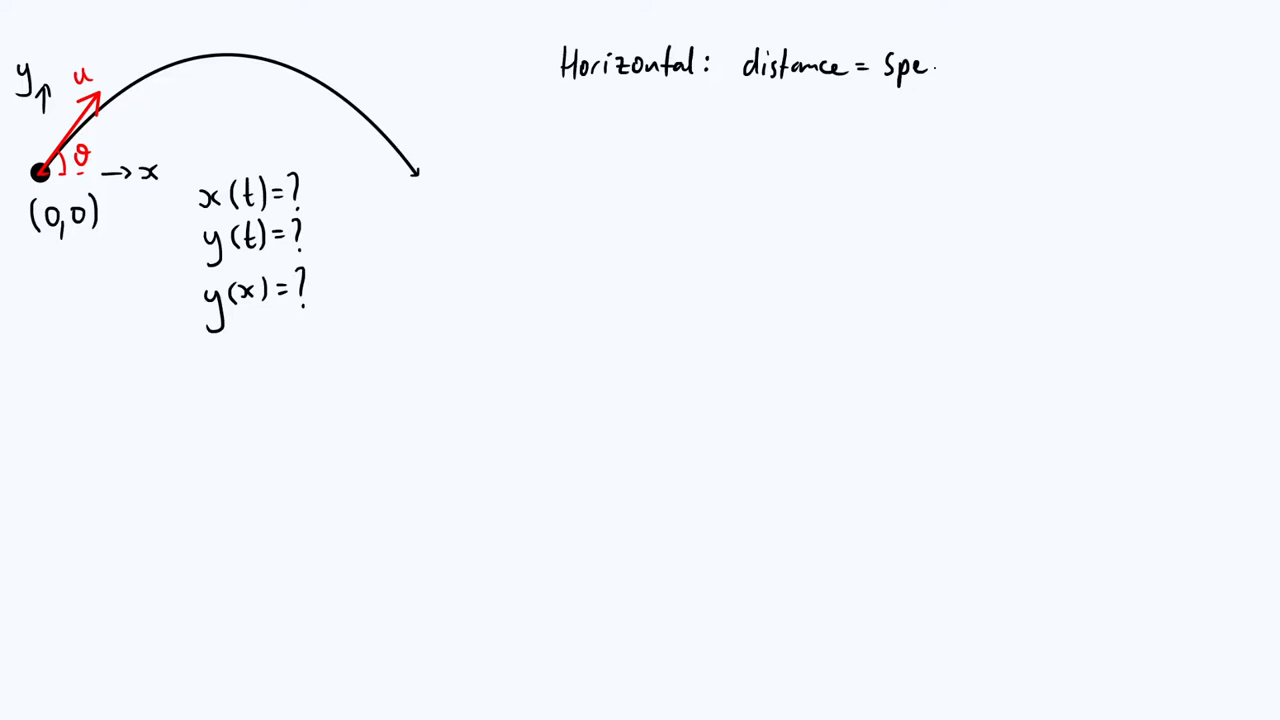 Horizontal: distance = spe
y ↑
u
θ
→ x
(0,0)
x(t)=?
y(t)=?
y(x)=?